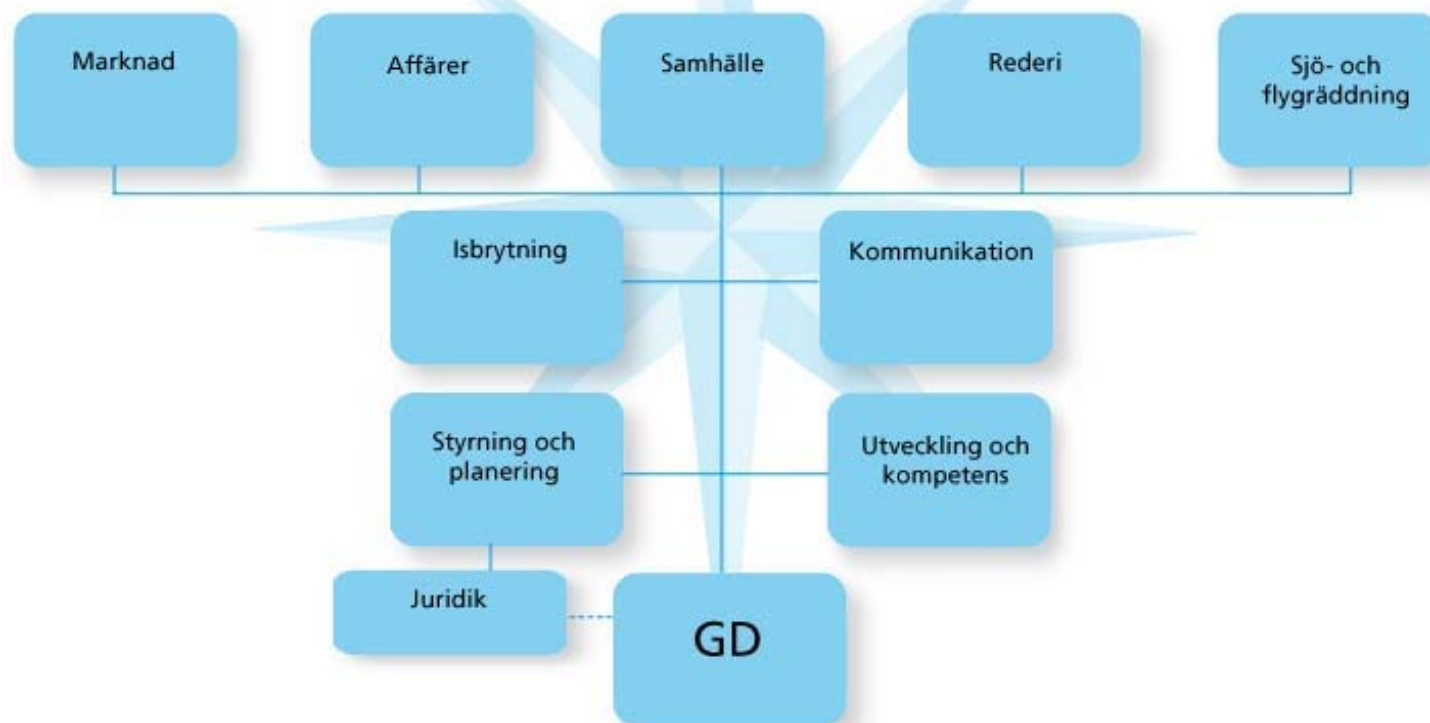 Marknad
Affärer
Samhälle
Rederi
Sjö- och
flygräddning
Isbrytning
Kommunikation
Styrning och
planering
Utveckling och
kompetens
Juridik
GD